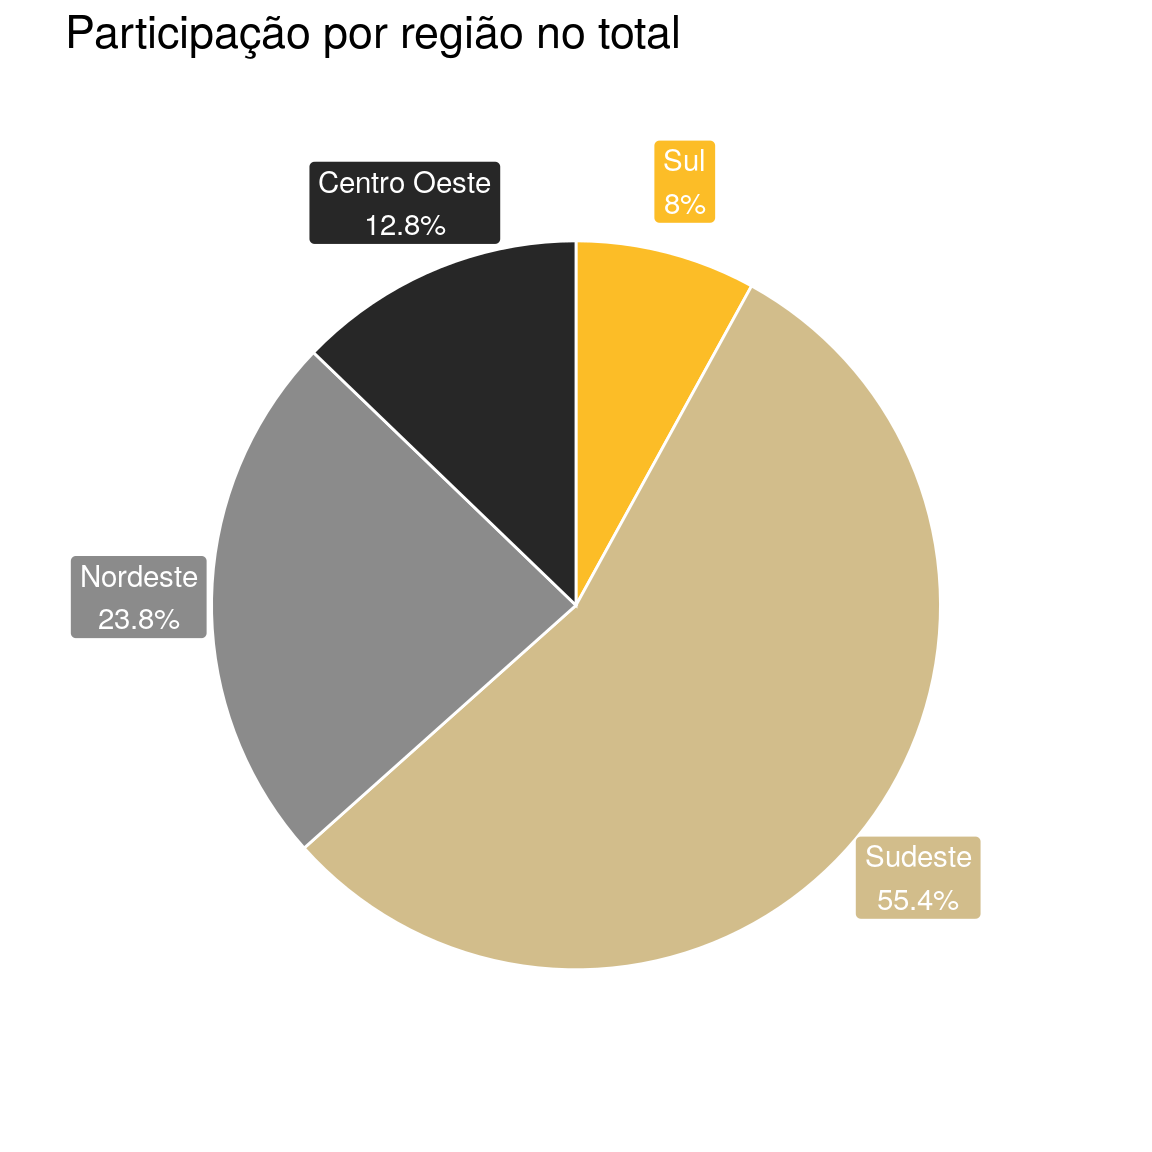 Participação por região no total
Sul
8%
Centro Oeste
12.8%
Nordeste
23.8%
Sudeste
55.4%